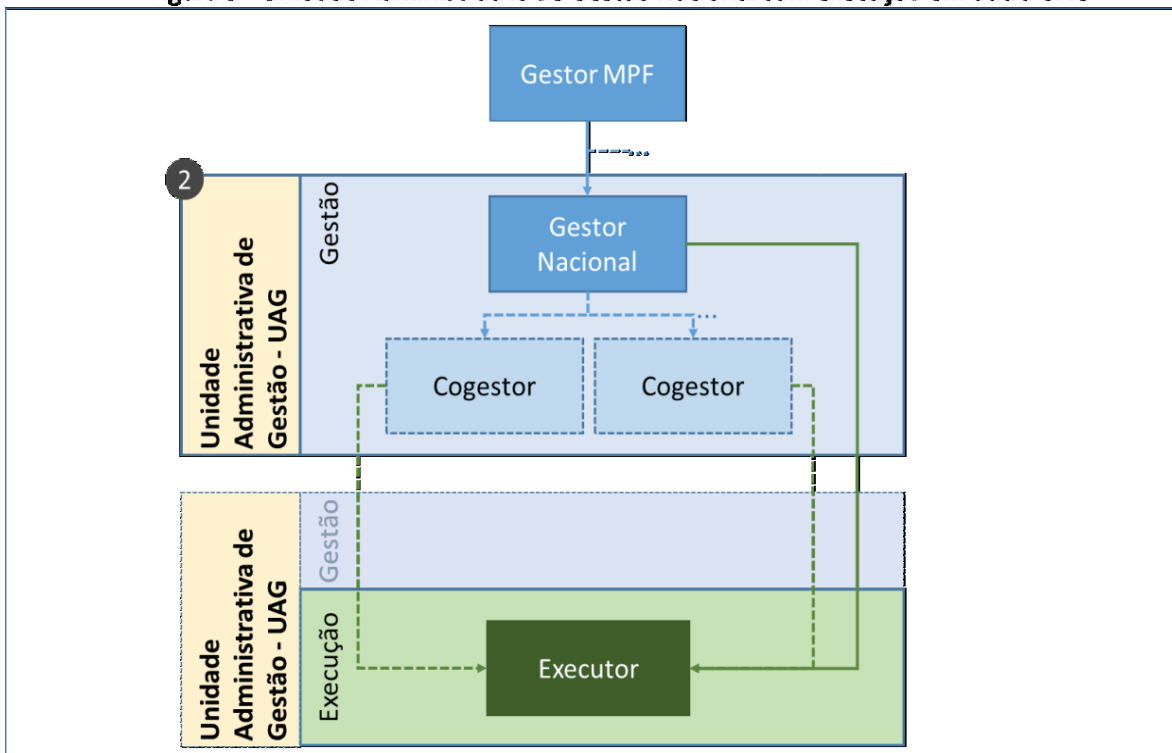 Gestor MPF
...
2
Unidade
Administrativa de
Gestão - UAG
Gestão
Gestor
Nacional
...
Cogestor
Cogestor
Unidade
Administrativa de
Gestão - UAG
Gestão
Execução
Executor